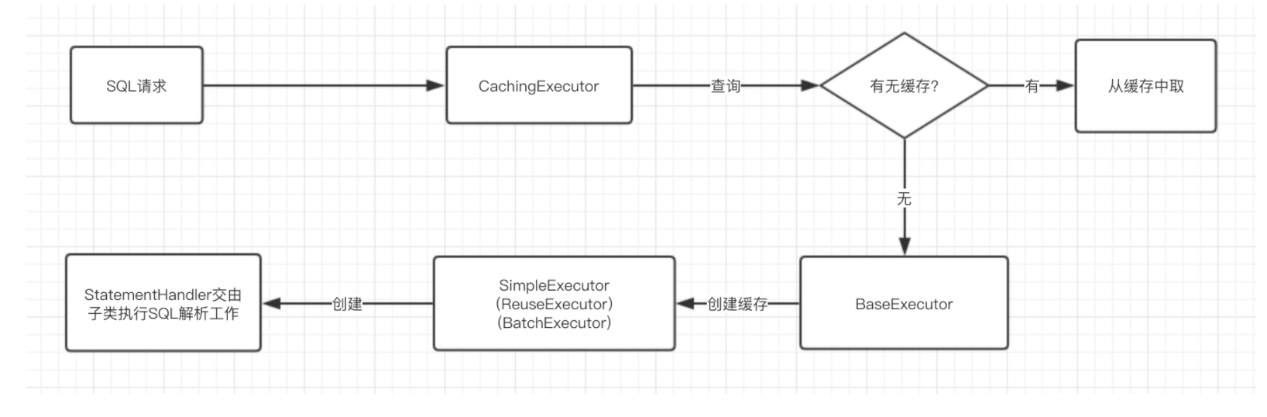 SQL请求
CachingExecutor
查询
有无缓存?
有
从缓存中取
无
StatementHandler交由
子类执行SQL解析工作
创建
SimpleExecutor
（ReuseExecutor）
（BatchExecutor）
创建缓存
BaseExecutor